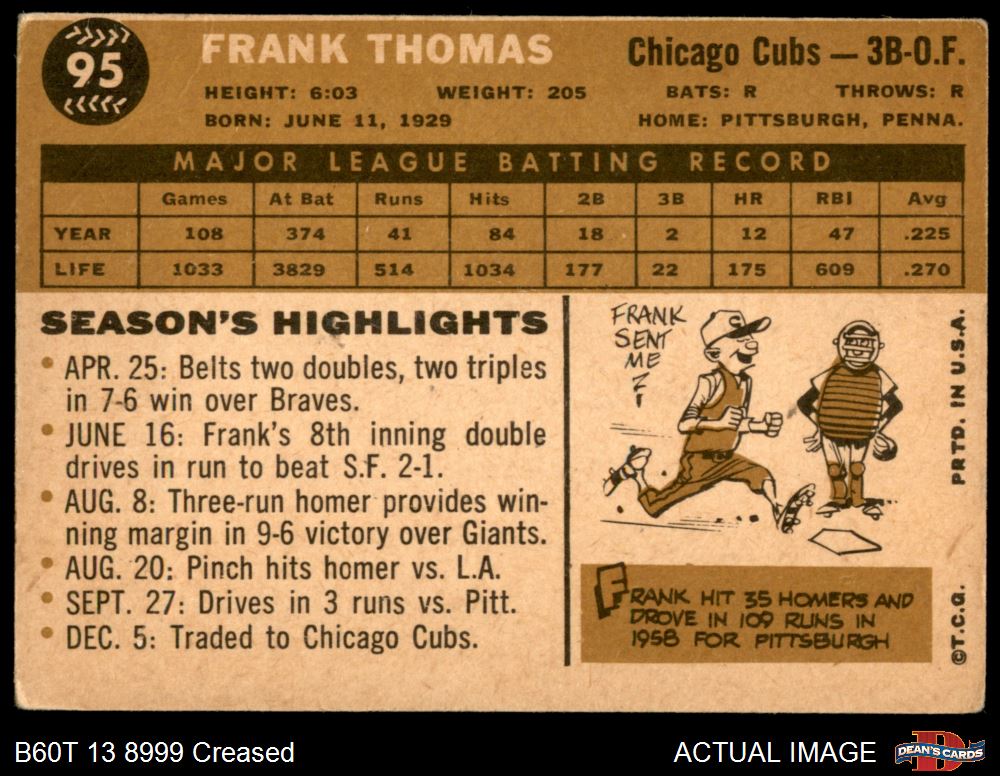 95
FRANK THOMAS
Chicago Cubs — 3B-O.F.
HEIGHT: 6:03 WEIGHT: 205 BATS: R THROWS: R
BORN: JUNE 11, 1929 HOME: PITTSBURGH, PENNA.
MAJOR LEAGUE BATTING RECORD
Games At Bat Runs Hits 2B 3B HR RBI Avg
YEAR 108 374 41 84 18 2 12 47 .225
LIFE 1033 3829 514 1034 177 22 175 609 .270
SEASON'S HIGHLIGHTS
• APR. 25: Belts two doubles, two triples
in 7-6 win over Braves.
• JUNE 16: Frank's 8th inning double
drives in run to beat S.F. 2-1.
• AUG. 8: Three-run homer provides win-
ning margin in 9-6 victory over Giants.
• AUG. 20: Pinch hits homer vs. L.A.
• SEPT. 27: Drives in 3 runs vs. Pitt.
• DEC. 5: Traded to Chicago Cubs.
FRANK
SENT
ME
C
FRANK HIT 35 HOMERS AND
DROVE IN 109 RUNS IN
1958 FOR PITTSBURGH
PRTD. IN U.S.A.
©T.C.G.
B60T 13 8999 Creased
ACTUAL IMAGE
D
DEAN'S CARDS